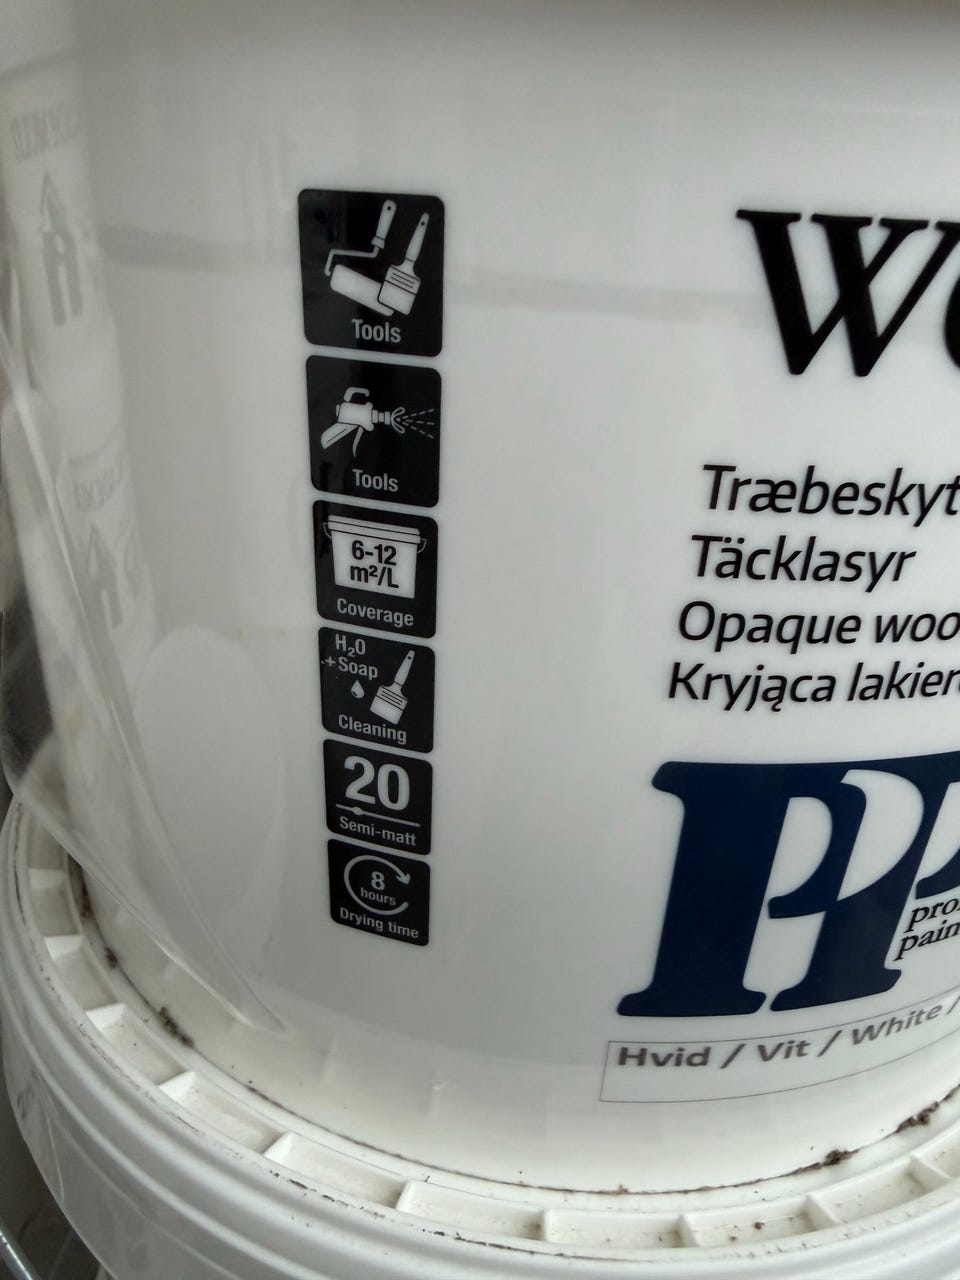 Tools
Tools
6-12
m²/L
Coverage
H₂O
+ Soap
Cleaning
20
Semi-matt
8
hours
Drying time
Træbeskyt
Täcklasyr
Opaque woo
Kryjąca lakier
PP
pro
pain
Hvid / Vit / White /